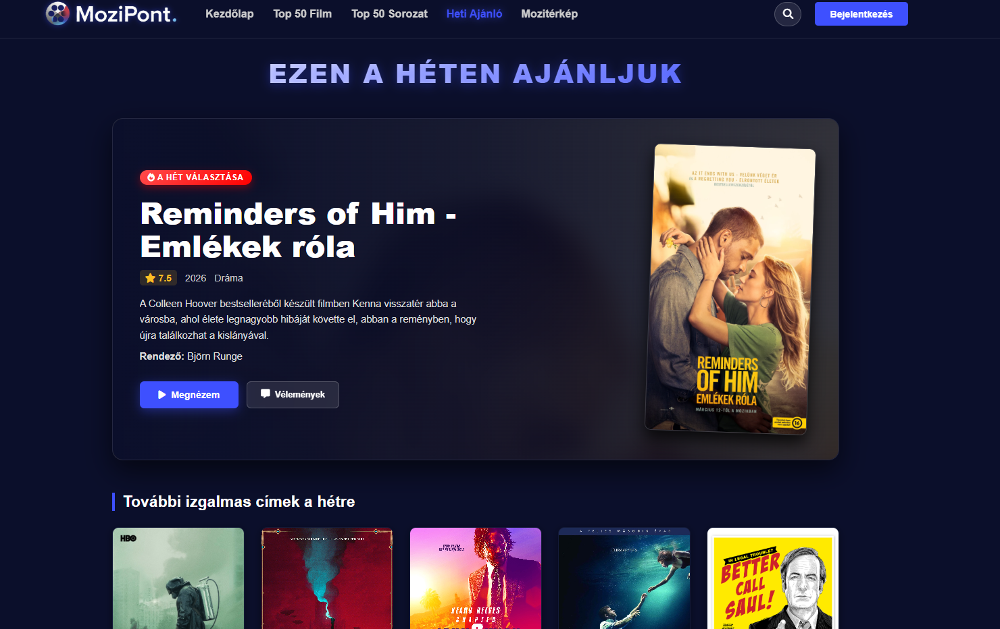 MoziPont.
Kezdőlap
Top 50 Film
Top 50 Sorozat
Heti Ajánló
Mozitérkép
Bejelentkezés
EZEN A HÉTEN AJÁNLJUK
A HÉT VÁLASZTÁSA
Reminders of Him -
Emlékek róla
7.5 2026 Dráma
A Colleen Hoover bestselleréből készült filmben Kenna visszatér abba a
városba, ahol élete legnagyobb hibáját követte el, abban a reményben, hogy
újra találkozhat a kislányával.
Rendező: Björn Runge
Megnézem
Vélemények
AZ IT ENDS WITH US - VELÜNK VÉGET ÉR
ÉS A REGRETTING YOU - ELRONTOTT ÉLETEK
REMINDERS
OF HIM
EMLÉKEK RÓLA
MÁRCIUS 12-TŐL A MOZIKBAN
16
További izgalmas címek a hétre
HBO
KEANU REEVES
CHAPTER
A TELJES MÁSODIK ÉVAD
ÚJRAKEZDÉS
IN LEGAL TROUBLE?
BETTER
CALL
SAUL!